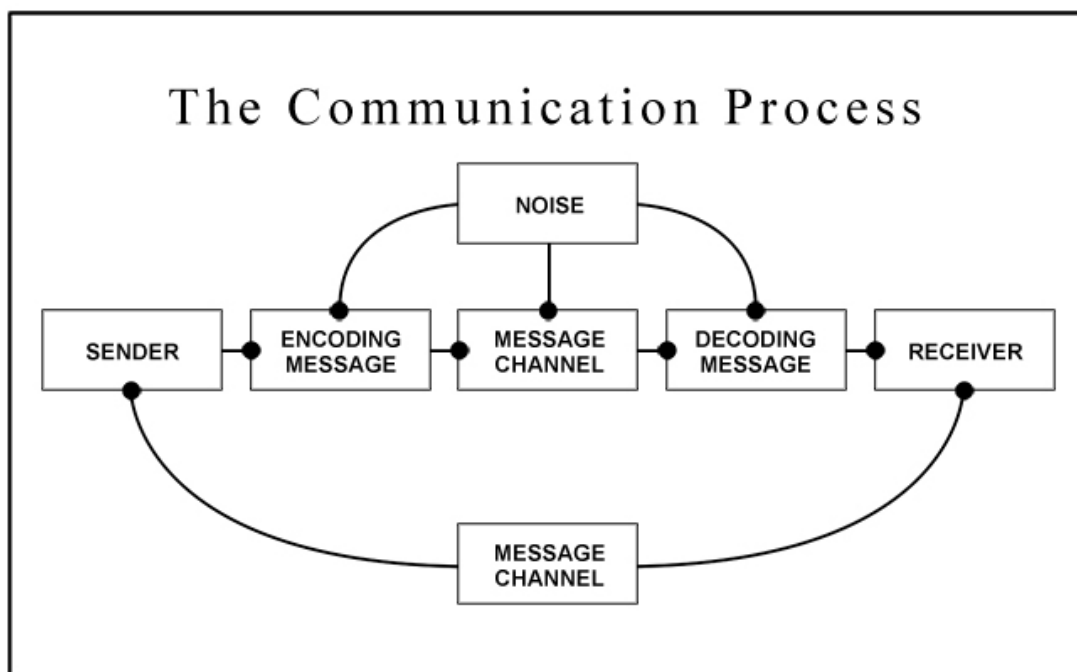 The Communication Process
NOISE
SENDER
ENCODING
MESSAGE
MESSAGE
CHANNEL
DECODING
MESSAGE
RECEIVER
MESSAGE
CHANNEL